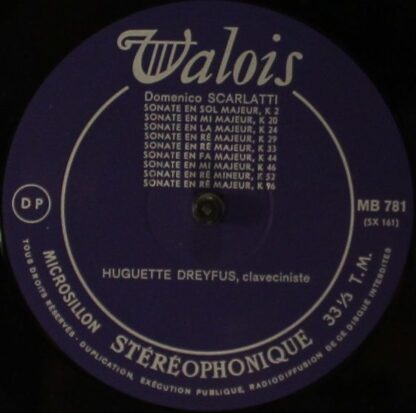 Valois
Domenico SCARLATTI
SONATE EN SOL MAJEUR, K 2
SONATE EN MI MAJEUR, K 20
SONATE EN LA MAJEUR, K 24
SONATE EN RÉ MAJEUR, K 29
SONATE EN RÉ MAJEUR, K 33
SONATE EN FA MAJEUR, K 44
SONATE EN MI MAJEUR, K 46
SONATE EN RÉ MINEUR, K 52
SONATE EN RÉ MAJEUR, K 96
DP
MB 781
(SX 161)
HUGUETTE DREYFUS, claveciniste
MICROSILLON STÉRÉOPHONIQUE 33 1/3 T.M.
TOUS DROITS RÉSERVÉS - DUPLICATION, EXÉCUTION PUBLIQUE, RADIODIFFUSION DE CE DISQUE INTERDITES